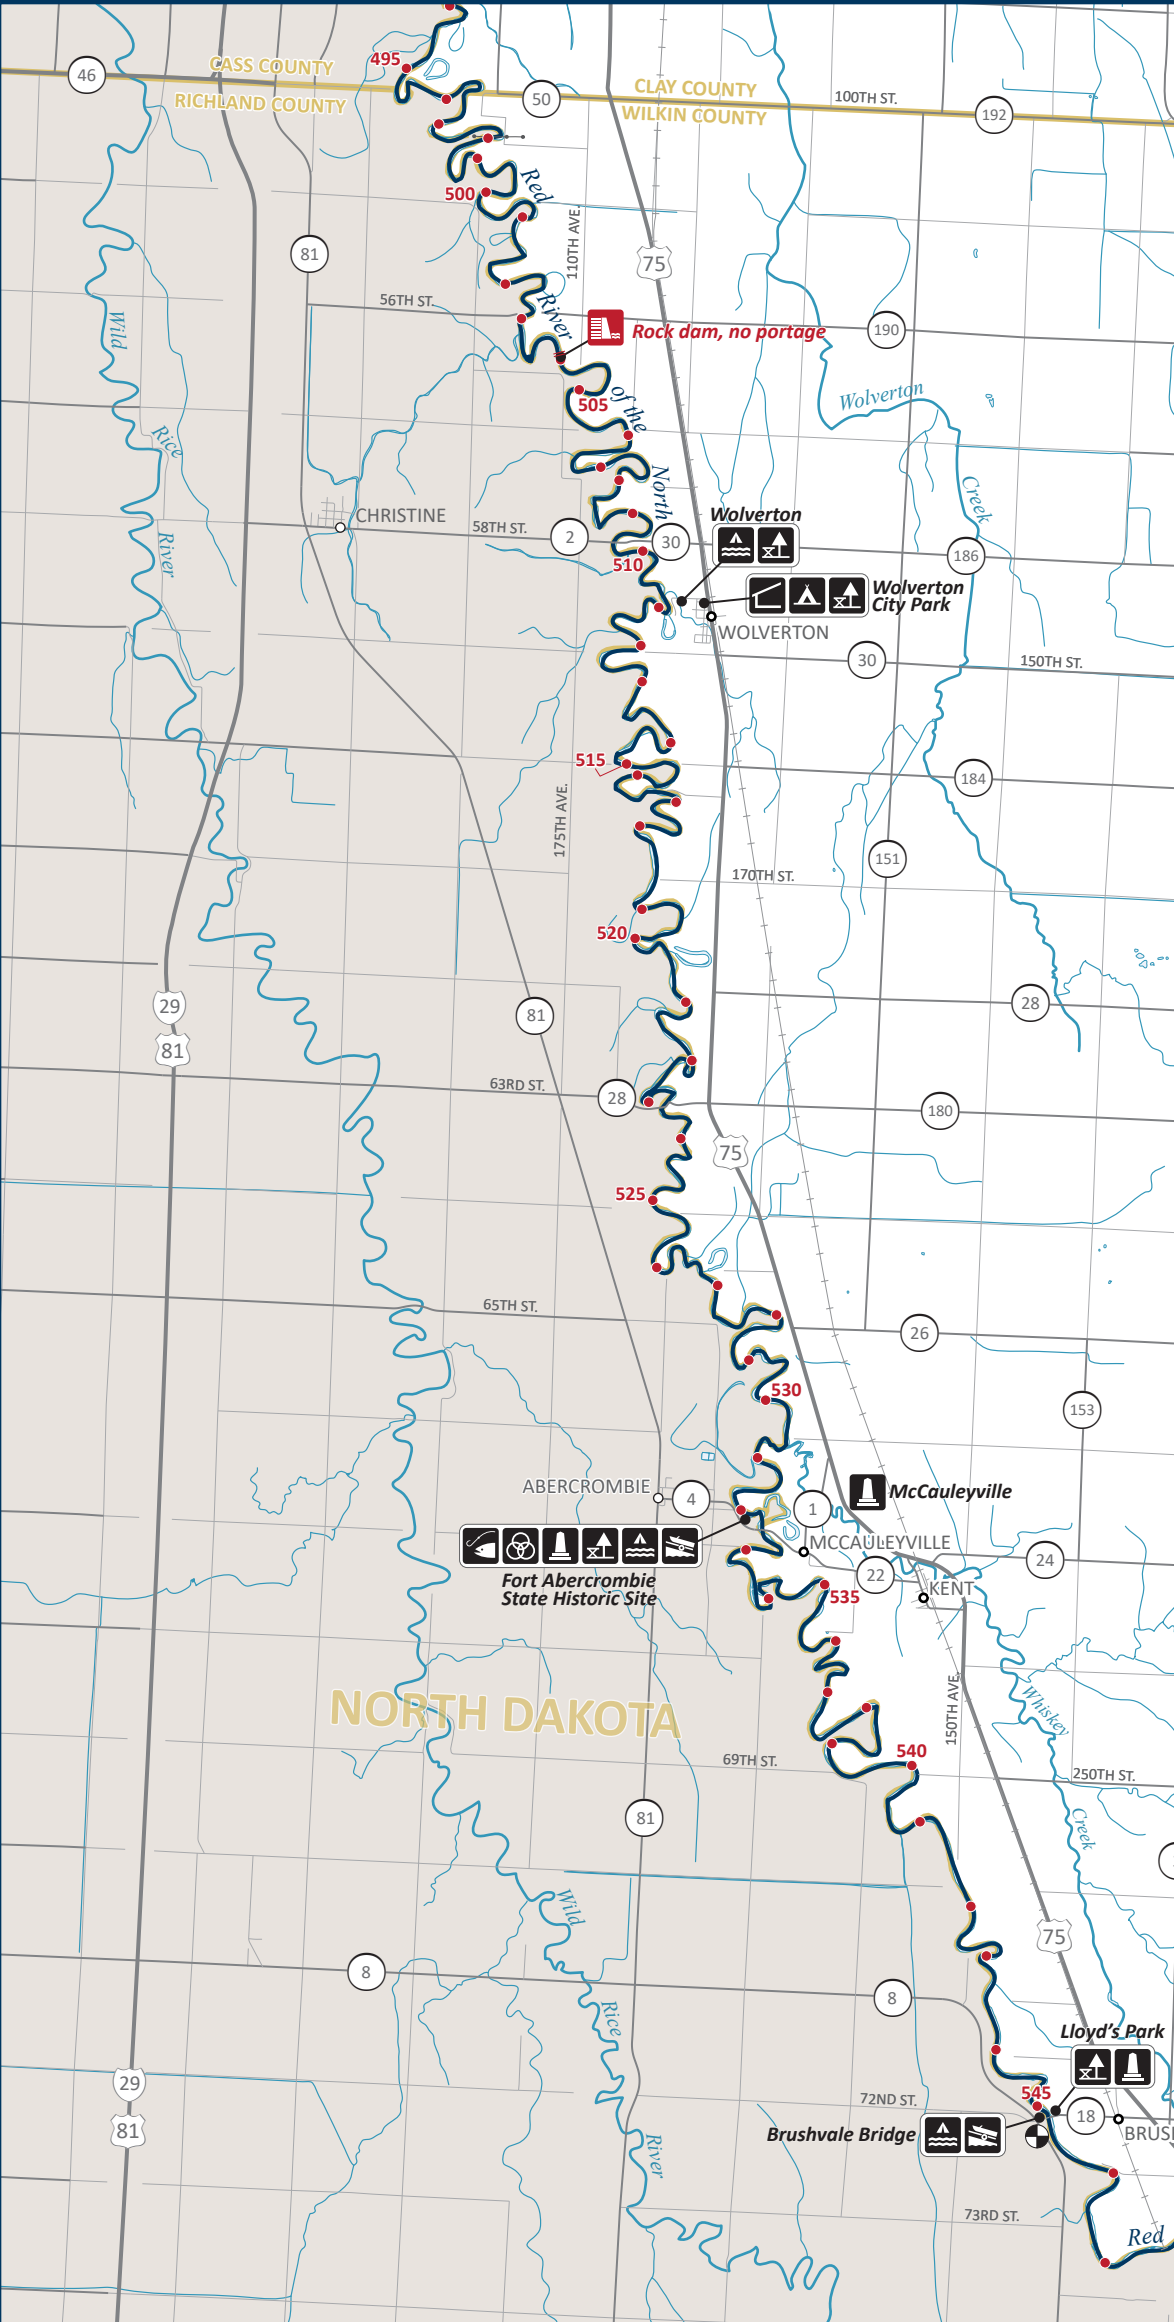 495
46
CASS COUNTY
RICHLAND COUNTY
50
CLAY COUNTY
WILKIN COUNTY
100TH ST.
192
500
Red
110TH AVE.
81
75
56TH ST.
River
Rock dam, no portage
190
Wild
505
of the
Wolverton
Rice
North
Creek
CHRISTINE
58TH ST.
2
30
Wolverton
186
River
510
Wolverton
City Park
WOLVERTON
30
150TH ST.
515
184
175TH AVE.
151
170TH ST.
520
29
81
81
28
63RD ST.
28
180
75
525
65TH ST.
26
530
153
ABERCROMBIE
4
1
McCauleyville
MCCAULEYVILLE
24
Fort Abercrombie
State Historic Site
22
KENT
535
NORTH DAKOTA
150TH AVE.
Whiskey
69TH ST.
540
250TH ST.
81
Creek
Wild
75
8
8
Rice
Lloyd's Park
29
81
72ND ST.
545
18
Brushvale Bridge
BRUS
River
73RD ST.
Red